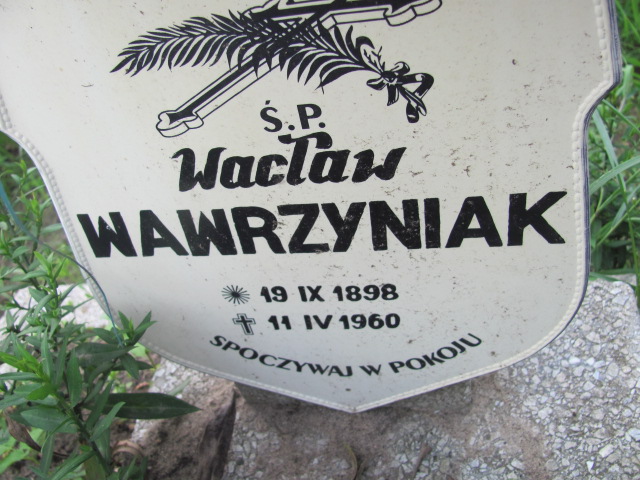 Ś.P.
Wacław
WAWRZYNIAK
19 IX 1898
11 IV 1960
SPOCZYWAJ W POKOJU